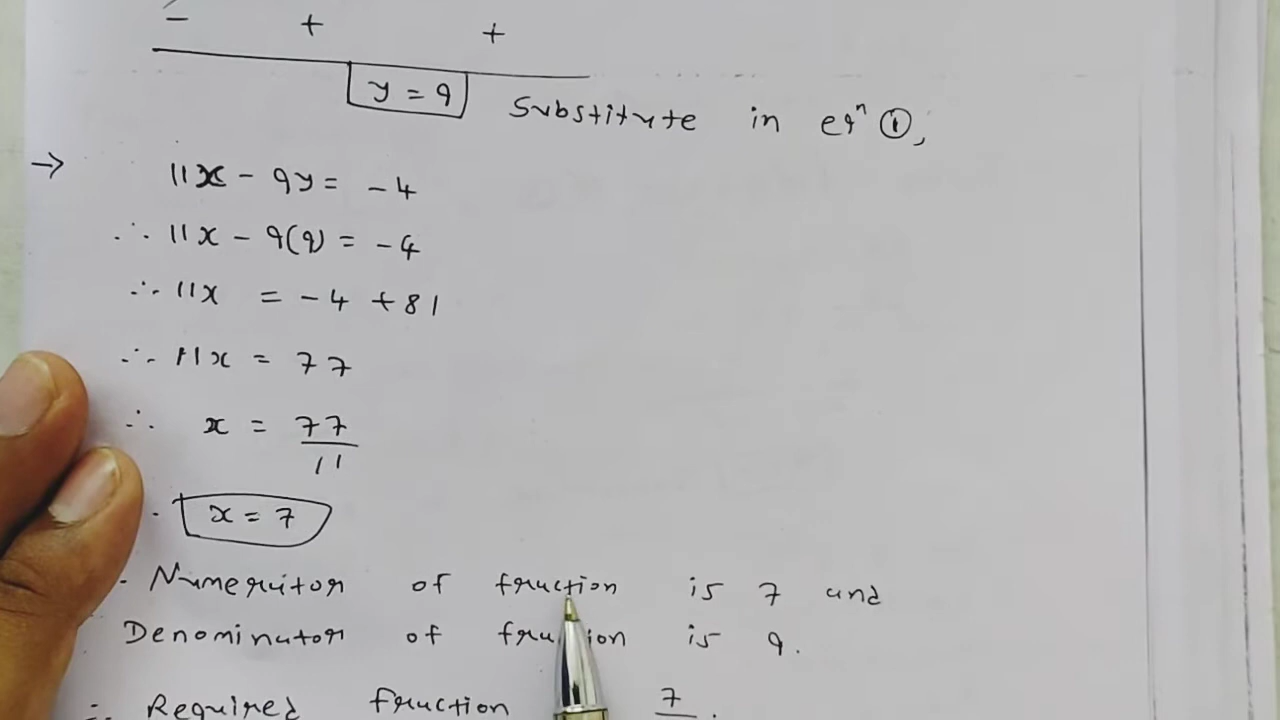 − + +
y = 9 Substitute in eqⁿ ①,
→ 11x - 9y = -4
∴ 11x - 9(9) = -4
∴ 11x = -4 + 81
∴ 11x = 77
∴ x = 77/11
x = 7
Numerator of fraction is 7 and
Denominator of fraction is 9.
∴ Required fraction 7